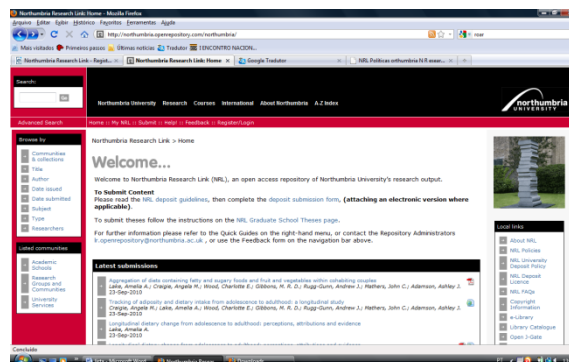 Northumbria Research Link: Home - Mozilla Firefox
Arquivo Editar Exibir Histórico Favoritos Ferramentas Ajuda
http://northumbria.openrepository.com/northumbria/
roar
Mais visitados Primeiros passos Últimas notícias Tradutor I ENCONTRO NACION...
Northumbria Research Link - Regist...
Northumbria Research Link: Home
Google Tradutor
NRL Politicas
Search:
Go
Advanced Search
Northumbria University Research Courses International About Northumbria A-Z Index
northumbria
UNIVERSITY
Home :: My NRL :: Submit :: Help! :: Feedback :: Register/Login
Browse by
Communities
& collections
Title
Author
Date issued
Date submitted
Subject
Type
Researchers
Listed communities
Academic
Schools
Research
Groups and
Communities
University
Services
Northumbria Research Link > Home
Welcome...
Welcome to Northumbria Research Link (NRL), an open access repository of Northumbria University's research output.
To Submit Content
Please read the NRL deposit guidelines, then complete the deposit submission form, (attaching an electronic version where
applicable).
To submit theses follow the instructions on the NRL Graduate School Theses page.
For further information please refer to the Quick Guides on the right-hand menu, or contact the Repository Administrators
ir.openrepository@northumbria.ac.uk , or use the Feedback form on the navigation bar above.
Latest submissions
Aggregation of diets containing fatty and sugary foods and fruit and vegetables within cohabiting couples
Lake, Amelia A.; Craigie, Angela M.; Wood, Charlotte E.; Gibbons, M. R. D.; Rugg-Gunn, Andrew J.; Mathers, John C.; Adamson, Ashley J.
23-Sep-2010
Tracking of adiposity and dietary intake from adolescence to adulthood: a longitudinal study
Craigie, Angela M.; Lake, Amelia A.; Wood, Charlotte E.; Gibbons, M. R. D.; Rugg-Gunn, Andrew J.; Mathers, John C.; Adamson, Ashley J.
23-Sep-2010
Longitudinal dietary change from adolescence to adulthood: perceptions, attributions and evidence
Lake, Amelia A.
23-Sep-2010
Local links
About NRL
NRL Policies
NRL University
Deposit Policy
NRL Deposit
Licence
NRL FAQs
Copyright
Information
e-Library
Library Catalogue
Open J-Gate
Concluído
Microsoft Word
Downloads
PT